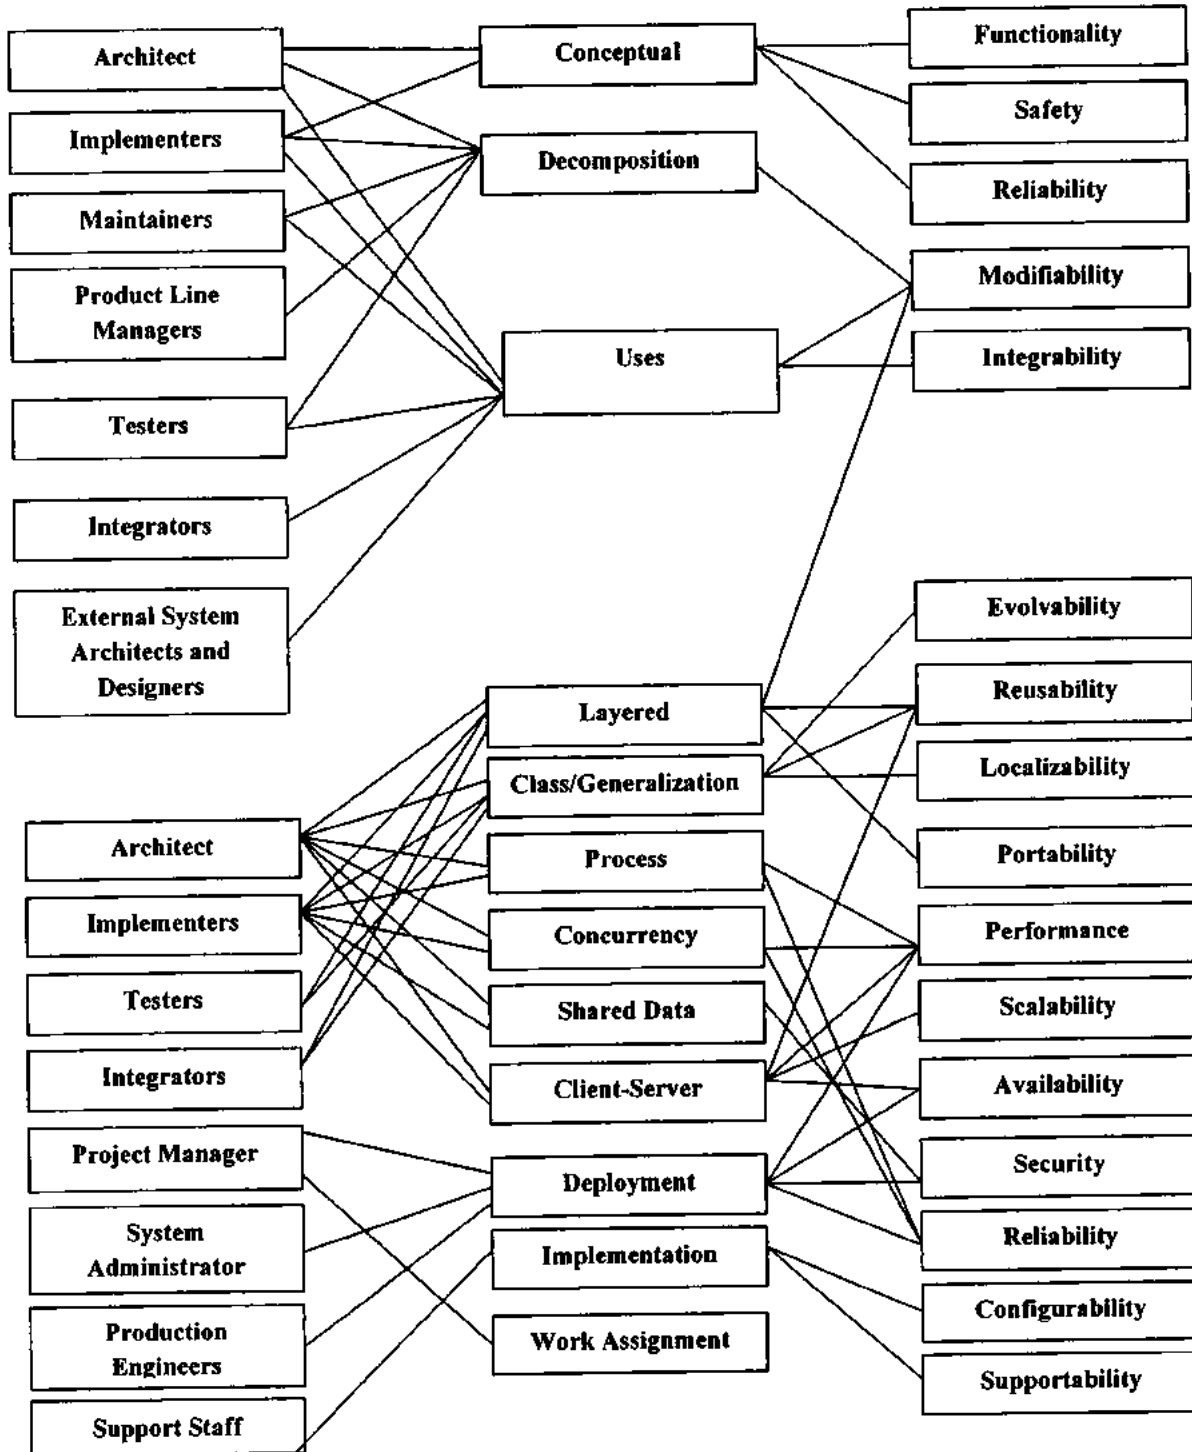 Architect
Implementers
Maintainers
Product Line
Managers
Testers
Integrators
External System
Architects and
Designers
Conceptual
Decomposition
Uses
Functionality
Safety
Reliability
Modifiability
Integrability
Architect
Implementers
Testers
Integrators
Project Manager
System
Administrator
Production
Engineers
Support Staff
Layered
Class/Generalization
Process
Concurrency
Shared Data
Client-Server
Deployment
Implementation
Work Assignment
Evolvability
Reusability
Localizability
Portability
Performance
Scalability
Availability
Security
Reliability
Configurability
Supportability